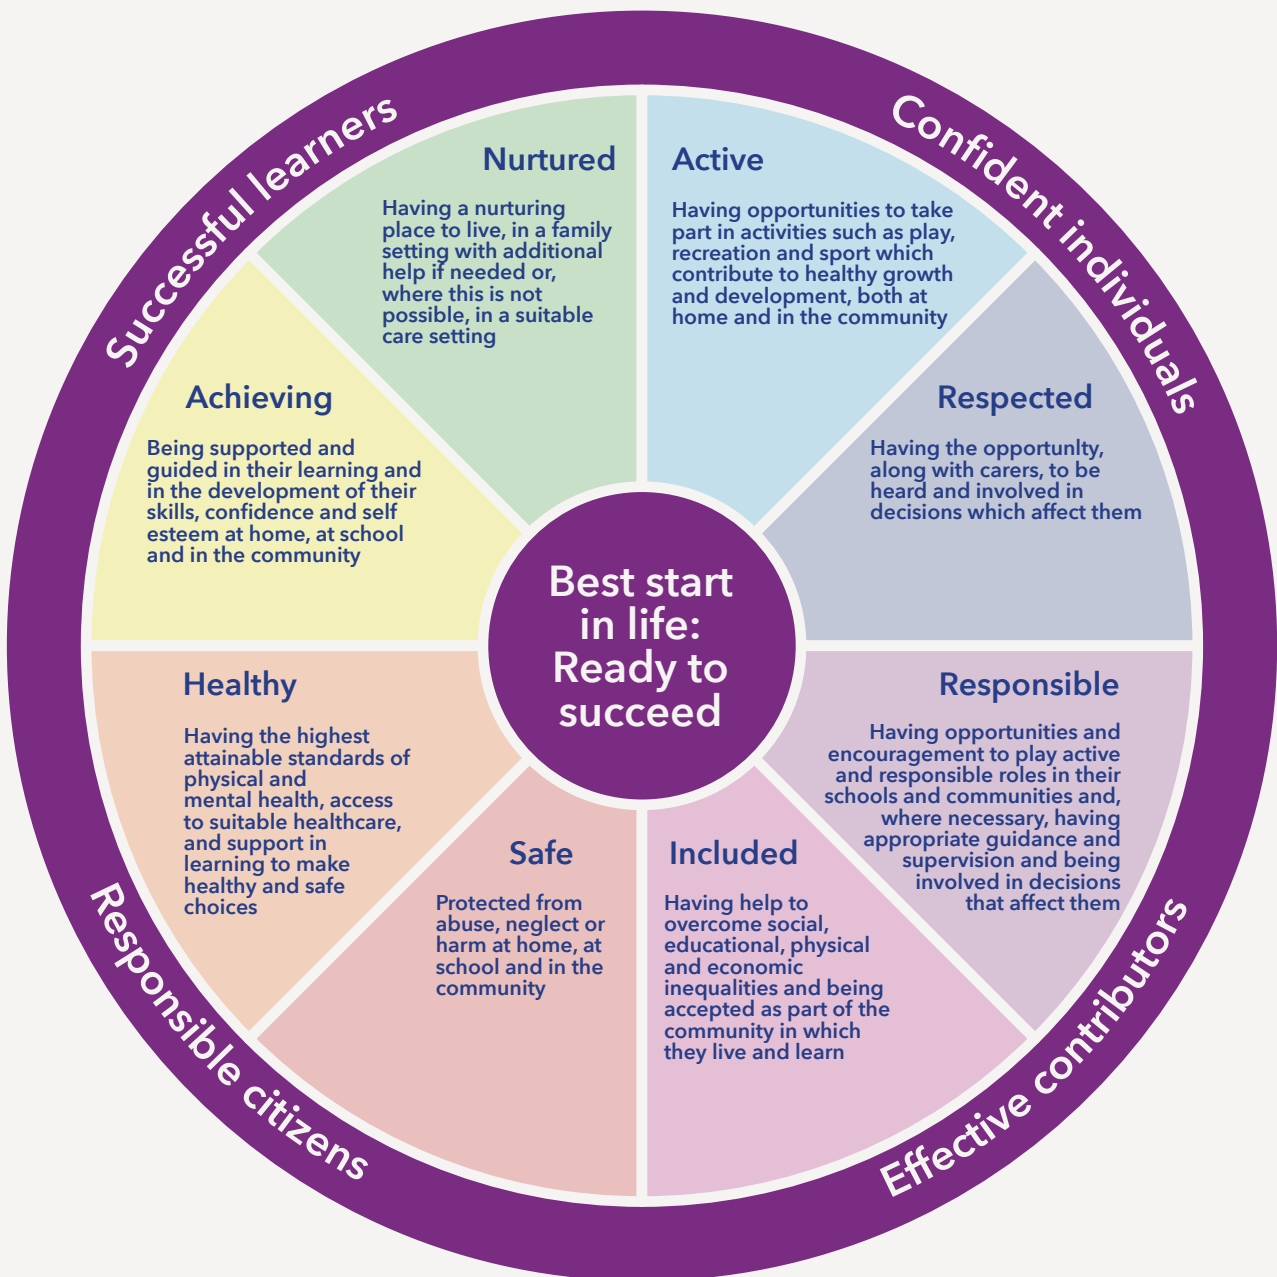 Successful learners
Confident individuals
Nurtured
Having a nurturing
place to live, in a family
setting with additional
help if needed or,
where this is not
possible, in a suitable
care setting
Active
Having opportunities to take
part in activities such as play,
recreation and sport which
contribute to healthy growth
and development, both at
home and in the community
Achieving
Being supported and
guided in their learning and
in the development of their
skills, confidence and self
esteem at home, at school
and in the community
Respected
Having the opportunlty,
along with carers, to be
heard and involved in
decisions which affect them
Best start
in life:
Ready to
succeed
Healthy
Having the highest
attainable standards of
physical and
mental health, access
to suitable healthcare,
and support in
learning to make
healthy and safe
choices
Responsible
Having opportunities and
encouragement to play active
and responsible roles in their
schools and communities and,
where necessary, having
appropriate guidance and
supervision and being
involved in decisions
that affect them
Safe
Protected from
abuse, neglect or
harm at home, at
school and in the
community
Included
Having help to
overcome social,
educational, physical
and economic
inequalities and being
accepted as part of the
community in which
they live and learn
Responsible citizens
Effective contributors